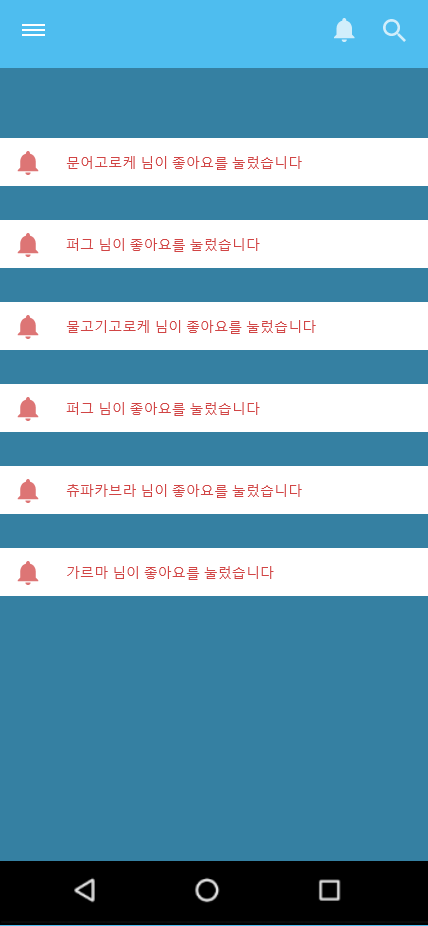 문어고로케 님이 좋아요를 눌렀습니다
퍼그 님이 좋아요를 눌렀습니다
물고기고로케 님이 좋아요를 눌렀습니다
퍼그 님이 좋아요를 눌렀습니다
츄파카브라 님이 좋아요를 눌렀습니다
가르마 님이 좋아요를 눌렀습니다